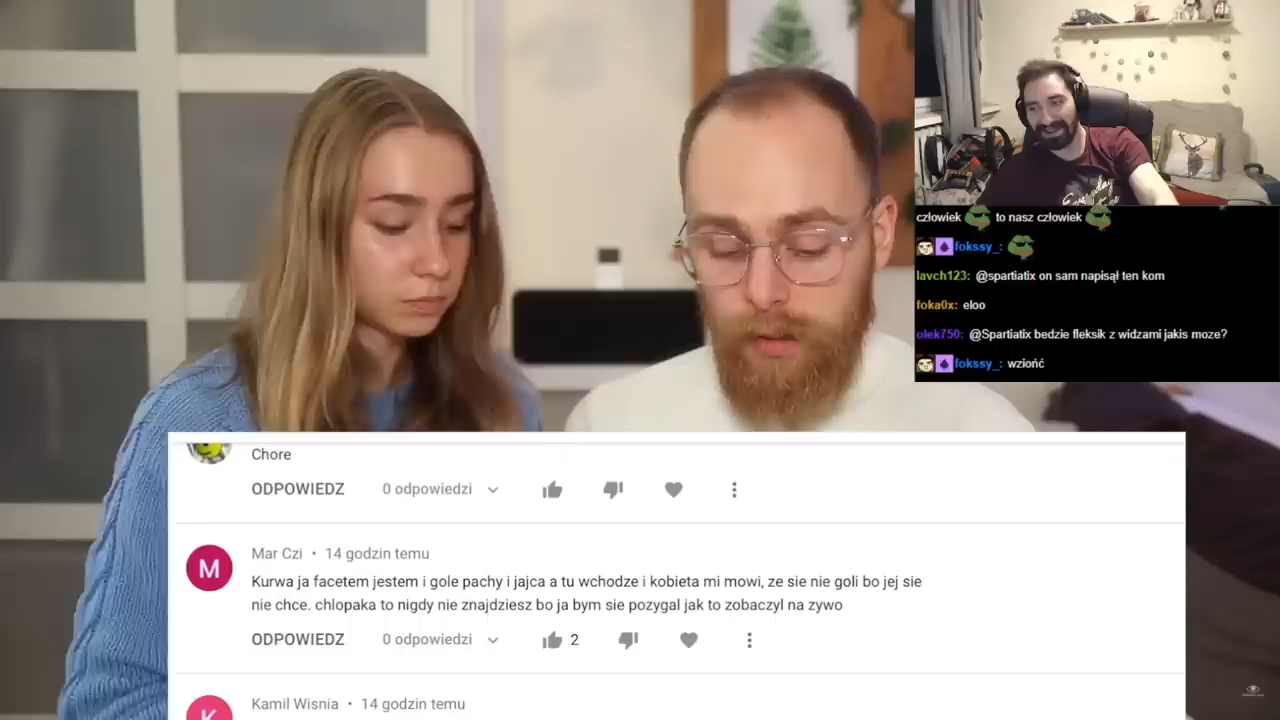 człowiek to nasz człowiek
fokssy_:
lavch123: @spartiatix on sam napisął ten kom
foka0x: eloo
olek750: @Spartiatix bedzie fleksik z widzami jakis moze?
fokssy_: wziońć
Chore
ODPOWIEDZ 0 odpowiedzi
M
Mar Czi • 14 godzin temu
Kurwa ja facetem jestem i gole pachy i jajca a tu wchodze i kobieta mi mowi, ze sie nie goli bo jej sie
nie chce. chlopaka to nigdy nie znajdziesz bo ja bym sie pozygal jak to zobaczyl na zywo
ODPOWIEDZ 0 odpowiedzi 2
K
Kamil Wisnia • 14 godzin temu